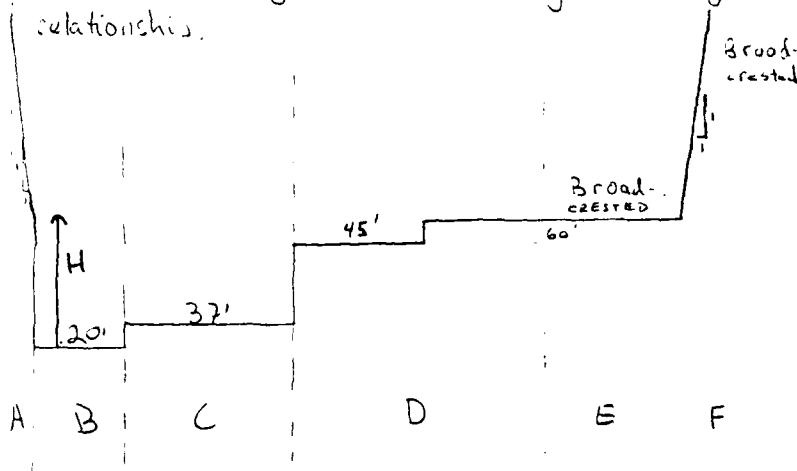 relationship.
Broad-
crested
Broad-
CRESTED
45'
60'
H
37'
20'
A B C D E F